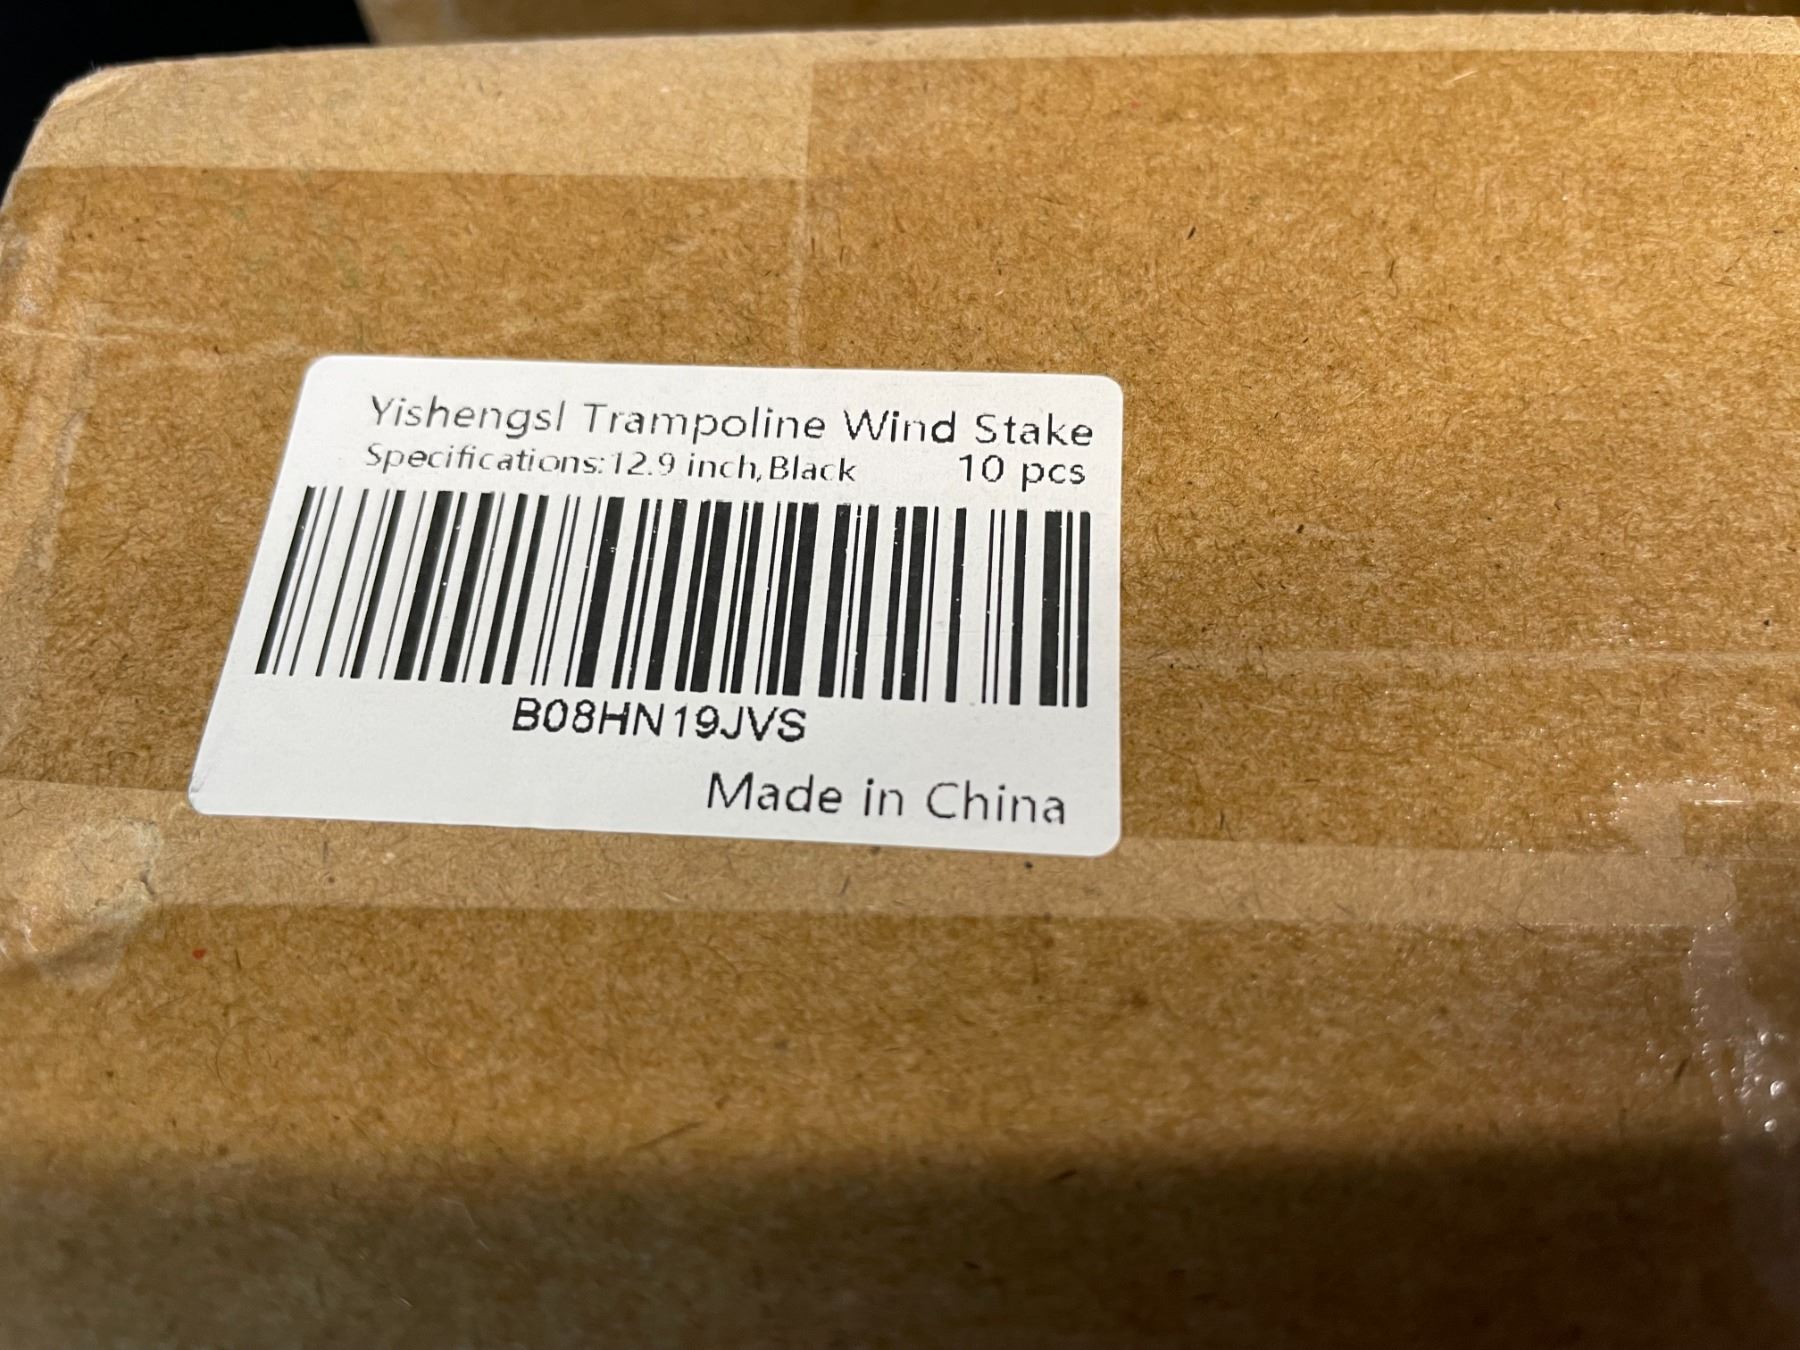 Yishengsl Trampoline Wind Stake
Specifications:12.9 inch,Black 10 pcs
B08HN19JVS
Made in China